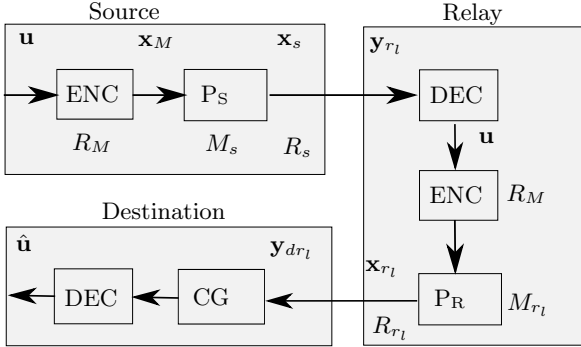 Source
Relay
u x_M x_s
y_{r_l}
ENC P_S
DEC
R_M M_s R_s
u
ENC R_M
Destination
û y_{dr_l}
x_{r_l}
DEC CG
P_R M_{r_l}
R_{r_l}